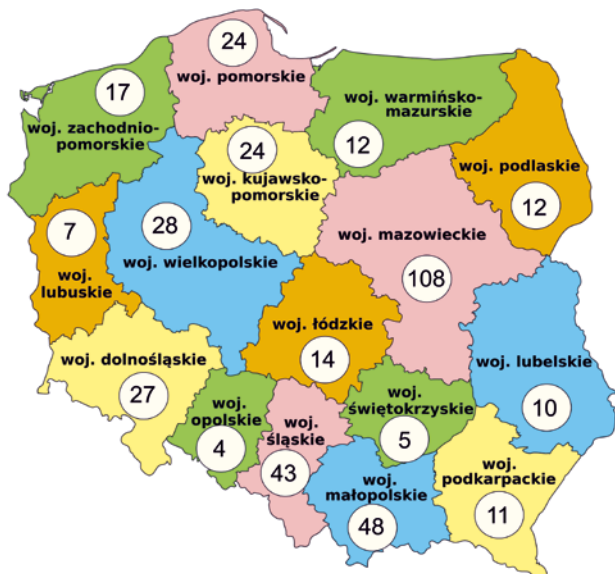 24
woj. pomorskie
17
woj. zachodnio-
pomorskie
woj. warmińsko-
mazurskie
12
24
woj. kujawsko-
pomorskie
woj. podlaskie
12
7
woj.
lubuskie
28
woj. wielkopolskie
woj. mazowieckie
108
woj. łódzkie
14
woj. dolnośląskie
27
woj. lubelskie
10
woj.
opolskie
4
woj.
śląskie
43
woj.
świętokrzyskie
5
woj.
małopolskie
48
woj.
podkarpackie
11